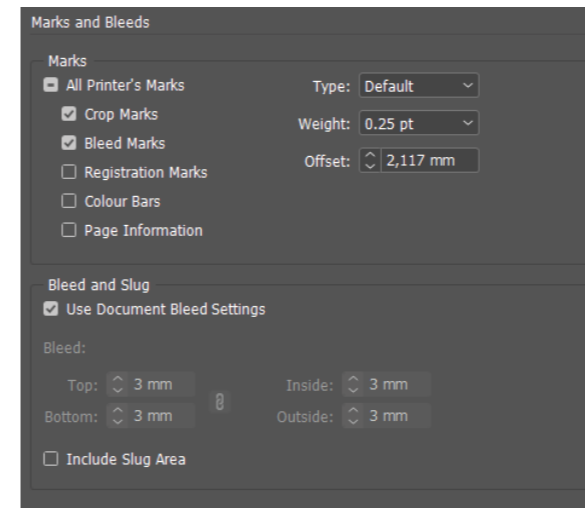 Marks and Bleeds
Marks
All Printer's Marks
Type: Default
Crop Marks
Weight: 0.25 pt
Bleed Marks
Offset: 2,117 mm
Registration Marks
Colour Bars
Page Information
Bleed and Slug
Use Document Bleed Settings
Bleed:
Top: 3 mm
Inside: 3 mm
Bottom: 3 mm
Outside: 3 mm
Include Slug Area